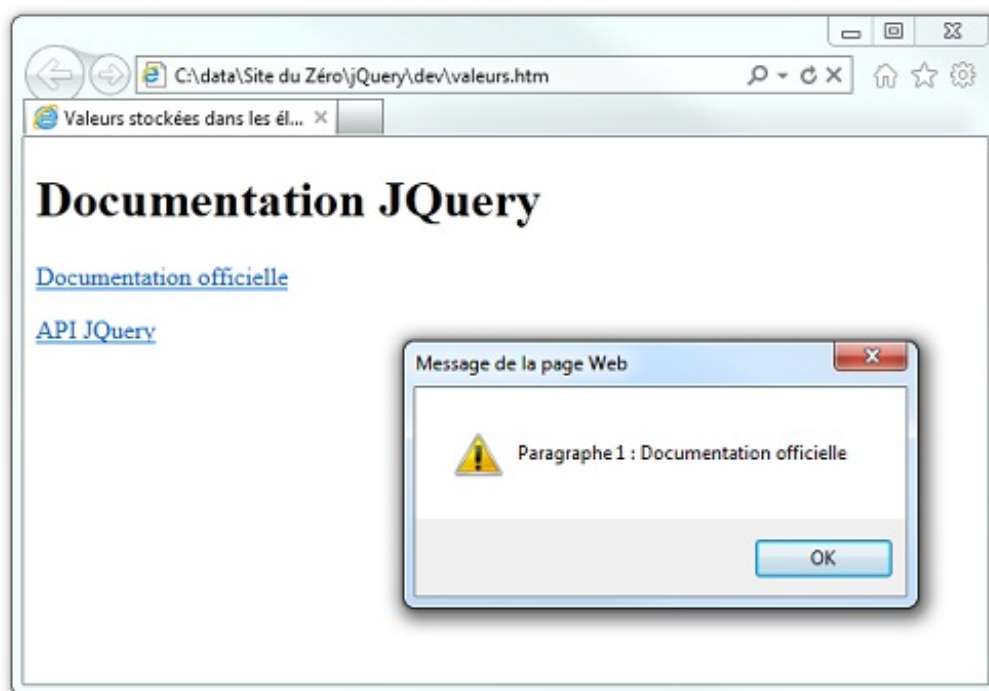 C:\data\Site du Zéro\jQuery\dev\valeurs.htm
Valeurs stockées dans les él...
Documentation JQuery
Documentation officielle
API JQuery
Message de la page Web
Paragraphe 1 : Documentation officielle
OK